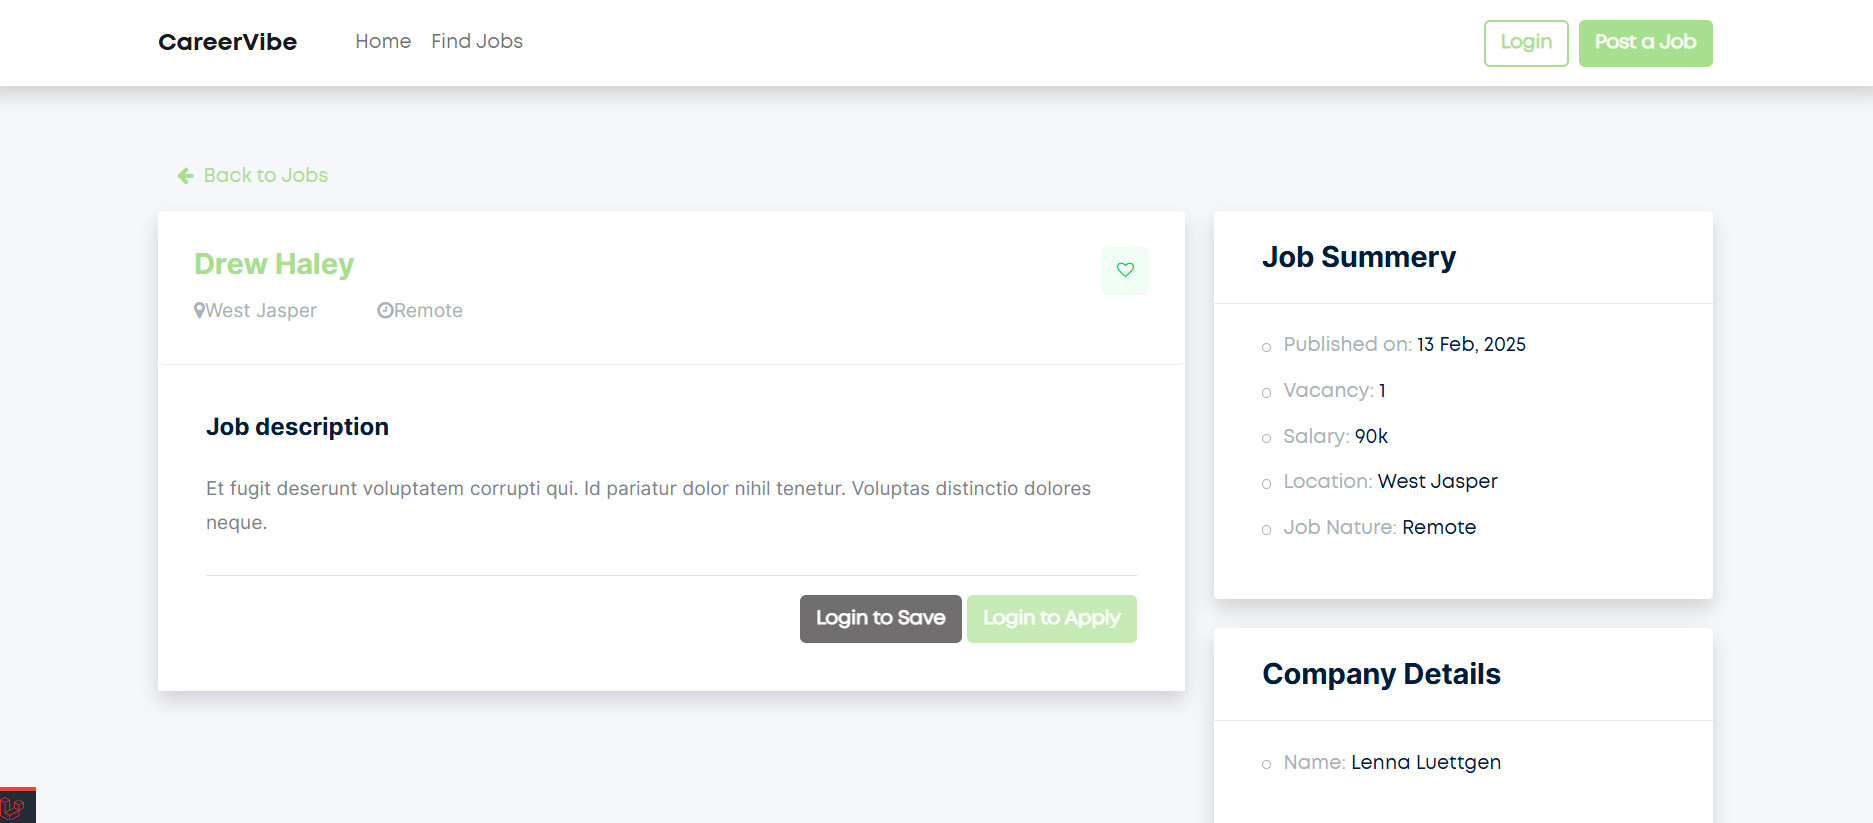 CareerVibe Home Find Jobs Login Post a Job
Back to Jobs
Drew Haley
West Jasper Remote
Job description
Et fugit deserunt voluptatem corrupti qui. Id pariatur dolor nihil tenetur. Voluptas distinctio dolores
neque.
Login to Save Login to Apply
Job Summery
Published on: 13 Feb, 2025
Vacancy: 1
Salary: 90k
Location: West Jasper
Job Nature: Remote
Company Details
Name: Lenna Luettgen